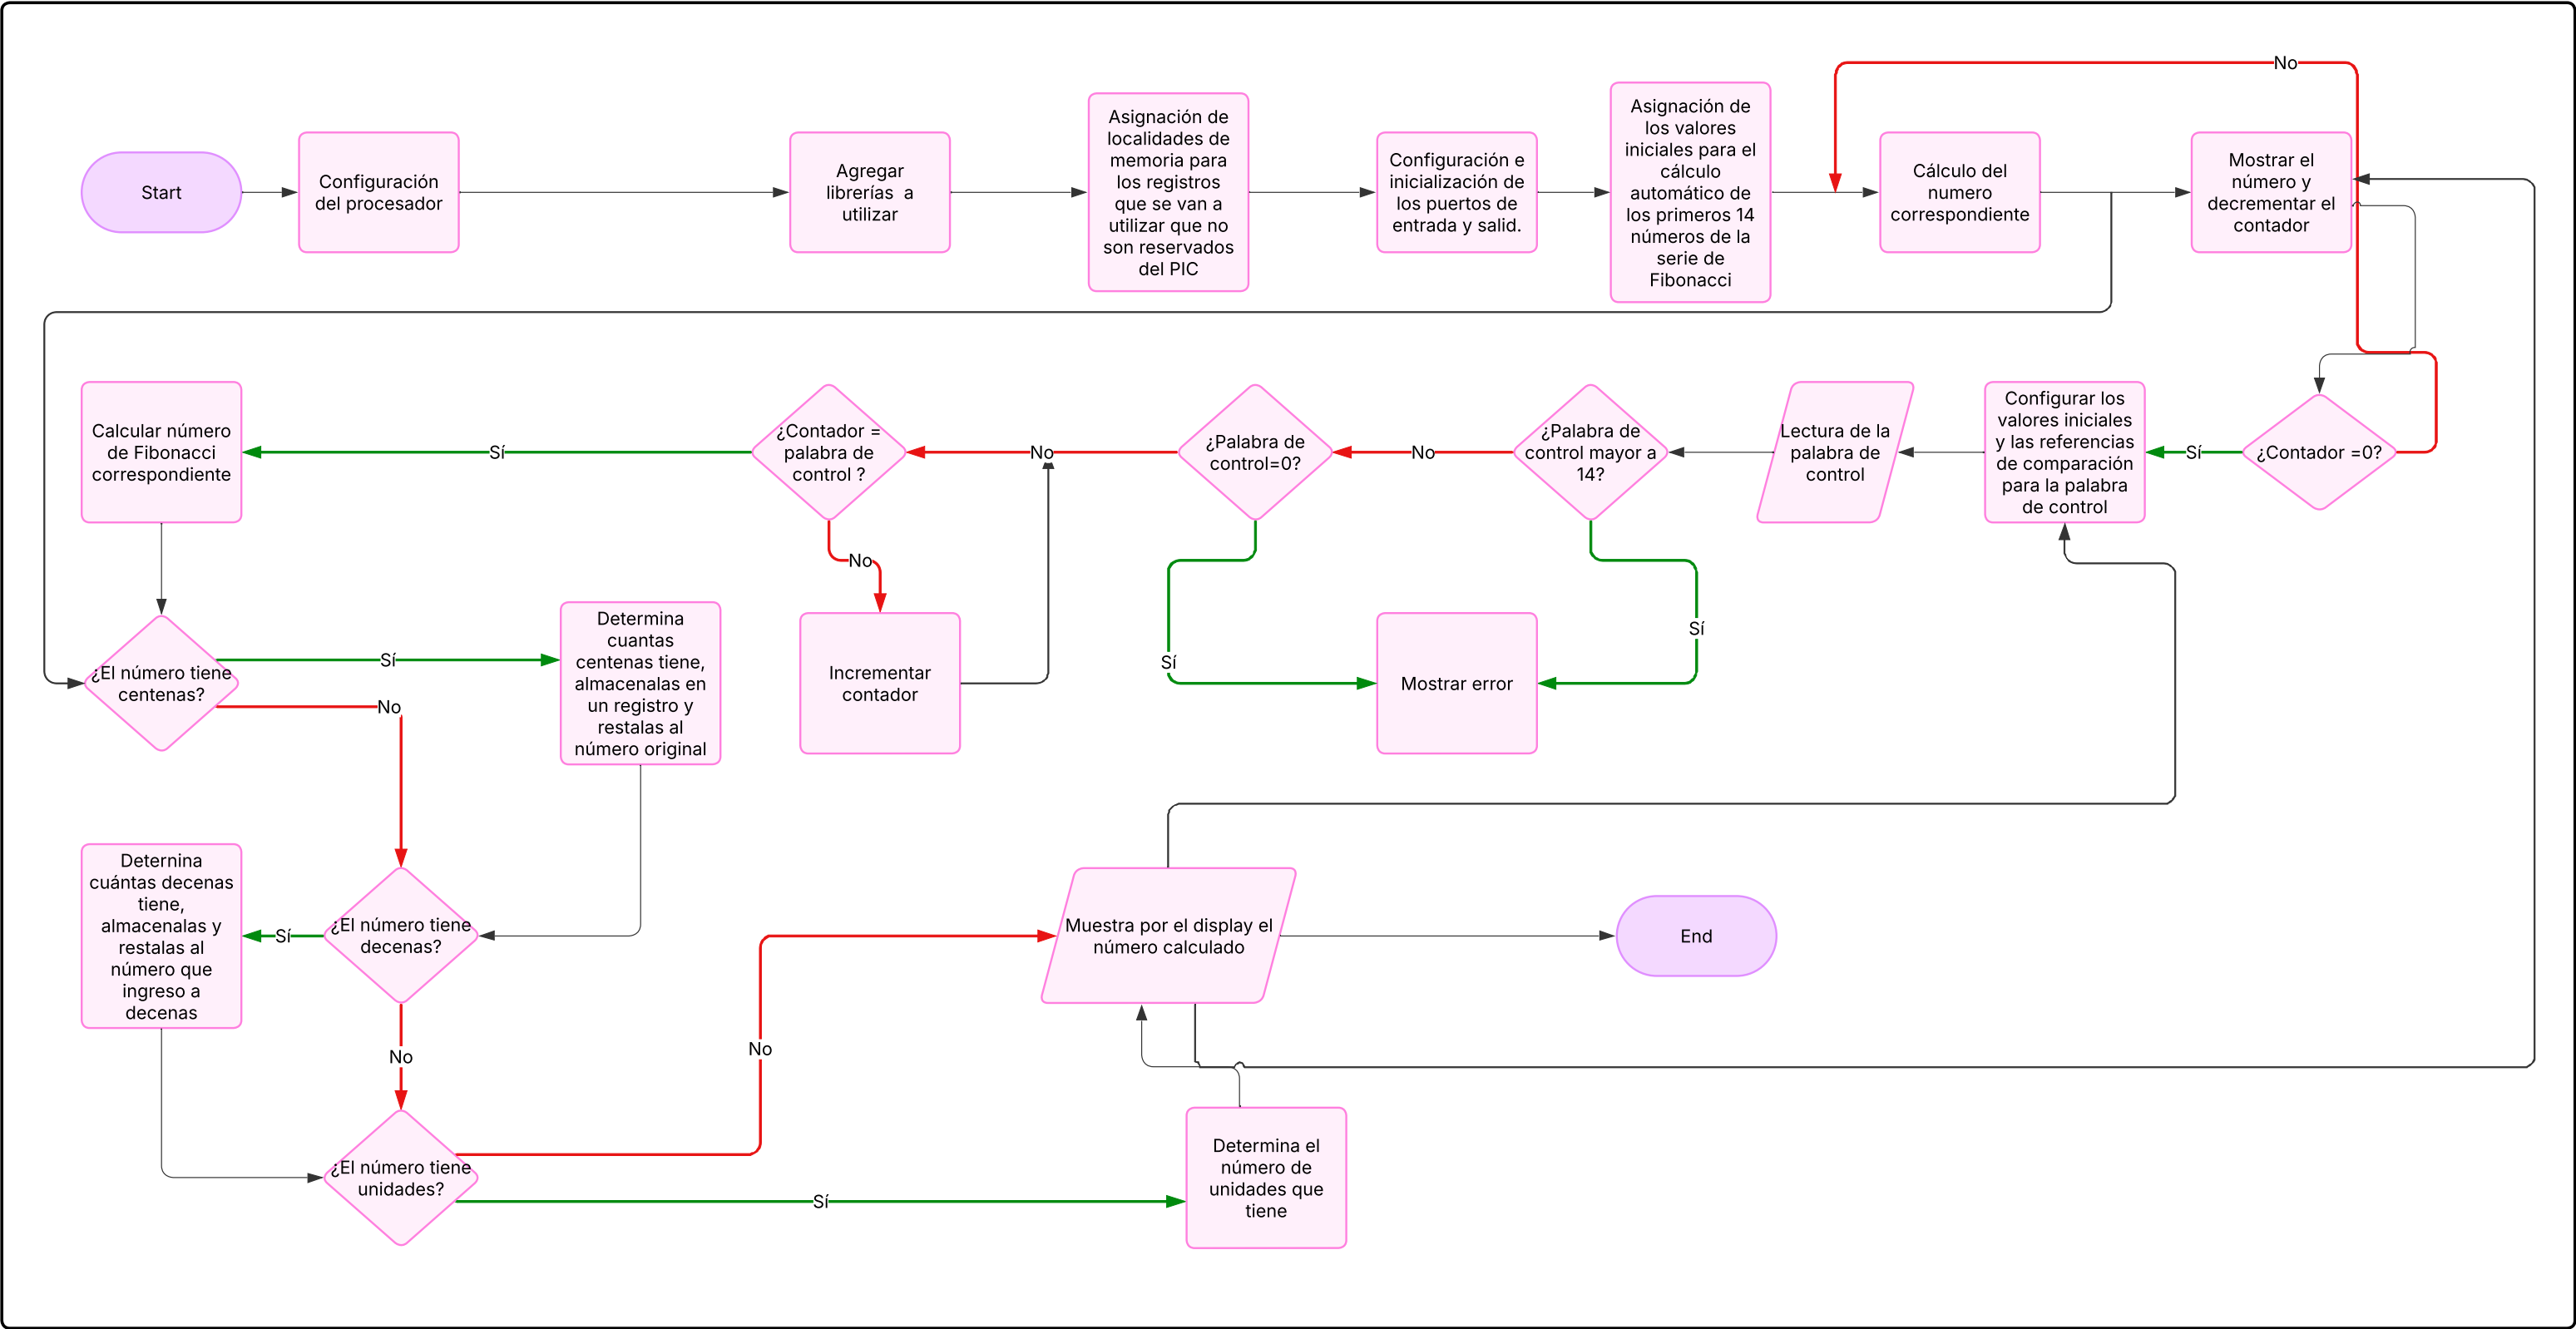 No
Start
Configuración
del procesador
Agregar
librerías a
utilizar
Asignación de
localidades de
memoria para
los registros
que se van a
utilizar que no
son reservados
del PIC
Configuración e
inicialización de
los puertos de
entrada y salid.
Asignación de
los valores
iniciales para el
cálculo
automático de
los primeros 14
números de la
serie de
Fibonacci
Cálculo del
numero
correspondiente
Mostrar el
número y
decrementar el
contador
Calcular número
de Fibonacci
correspondiente
Sí
¿Contador =
palabra de
control ?
No
¿Palabra de
control=0?
No
¿Palabra de
control mayor a
14?
Lectura de la
palabra de
control
Configurar los
valores iniciales
y las referencias
de comparación
para la palabra
de control
Sí
¿Contador =0?
No
¿El número tiene
centenas?
Sí
No
Determina
cuantas
centenas tiene,
almacenalas en
un registro y
restalas al
número original
Incrementar
contador
Sí
Mostrar error
Sí
Deternina
cuántas decenas
tiene,
almacenalas y
restalas al
número que
ingreso a
decenas
Sí
¿El número tiene
decenas?
Muestra por el display el
número calculado
End
No
No
¿El número tiene
unidades?
Sí
Determina el
número de
unidades que
tiene